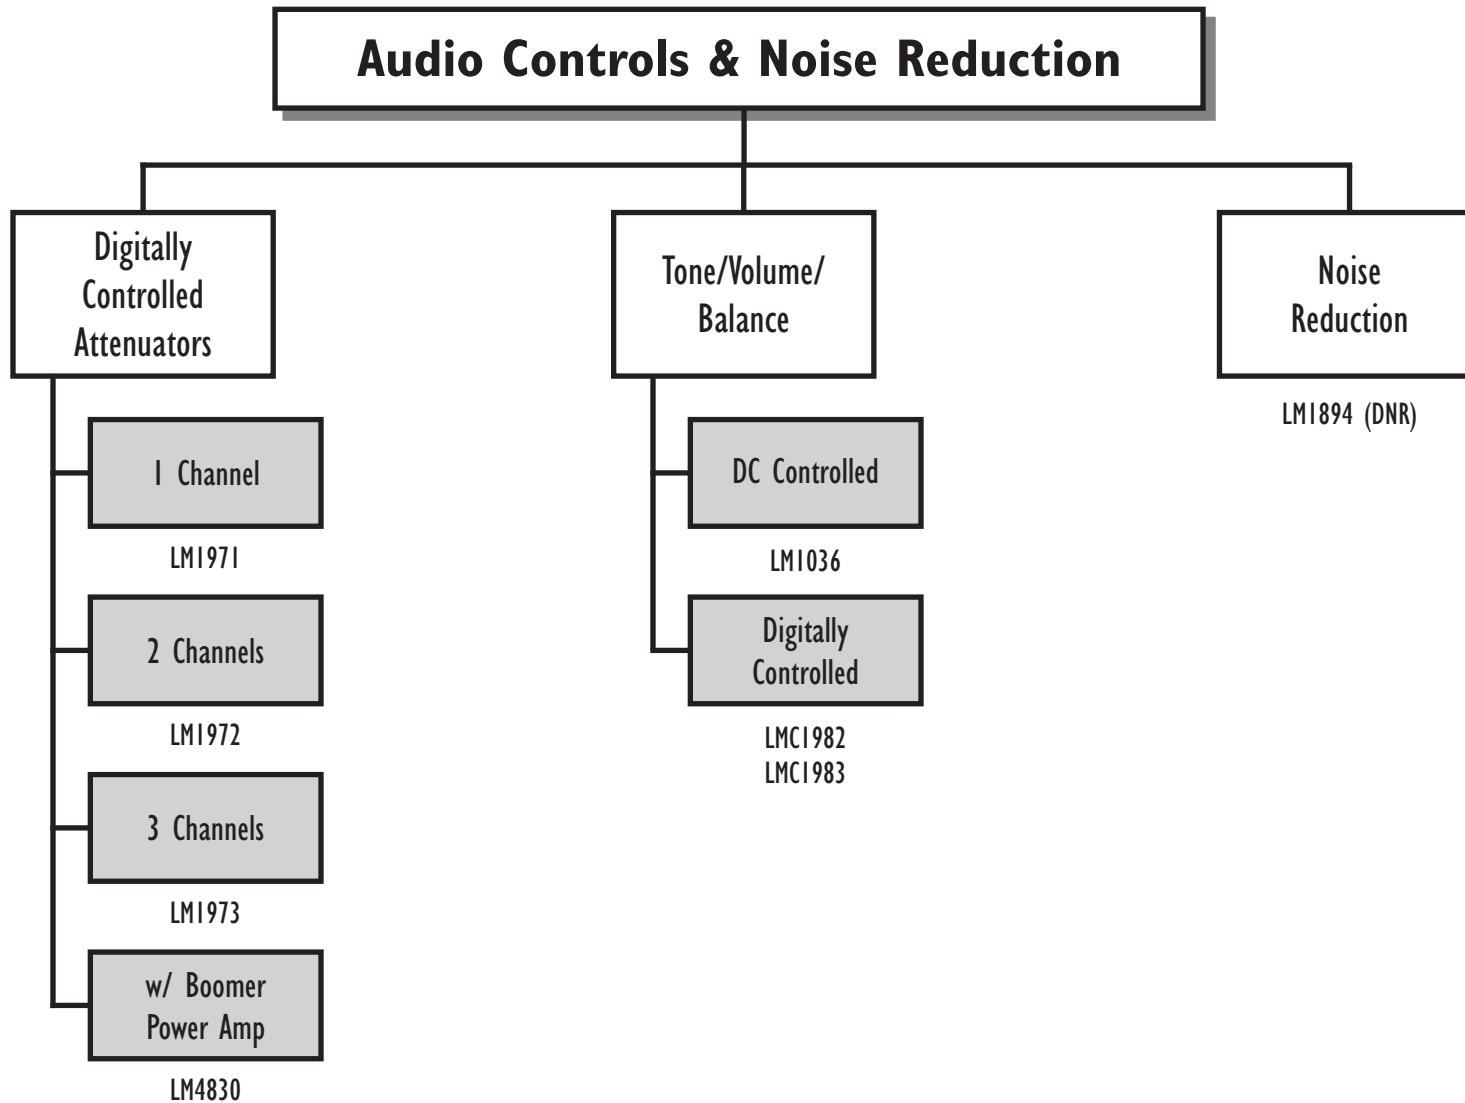 Audio Controls & Noise Reduction
Digitally
Controlled
Attenuators
1 Channel
LM1971
2 Channels
LM1972
3 Channels
LM1973
w/ Boomer
Power Amp
LM4830
Tone/Volume/
Balance
DC Controlled
LM1036
Digitally
Controlled
LMC1982
LMC1983
Noise
Reduction
LM1894 (DNR)